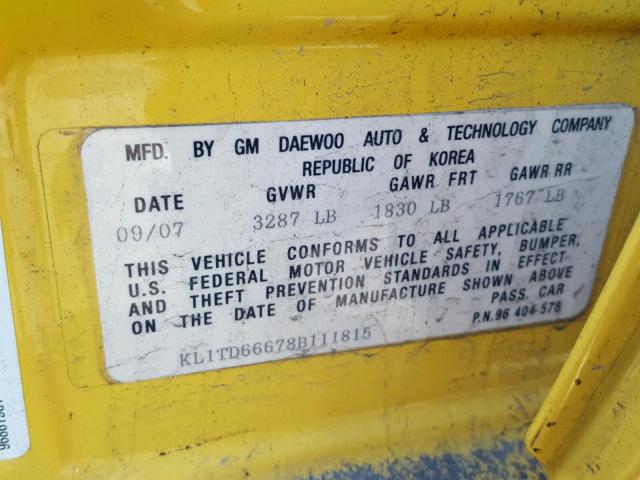 MFD. BY GM DAEWOO AUTO & TECHNOLOGY COMPANY
REPUBLIC OF KOREA
DATE GVWR GAWR FRT GAWR RR
09/07 3287 LB 1830 LB 1767 LB
THIS VEHICLE CONFORMS TO ALL APPLICABLE
U.S. FEDERAL MOTOR VEHICLE SAFETY, BUMPER,
AND THEFT PREVENTION STANDARDS IN EFFECT
ON THE DATE OF MANUFACTURE SHOWN ABOVE
PASS. CAR
KL1TD66678B111815 P.N.96 404 578